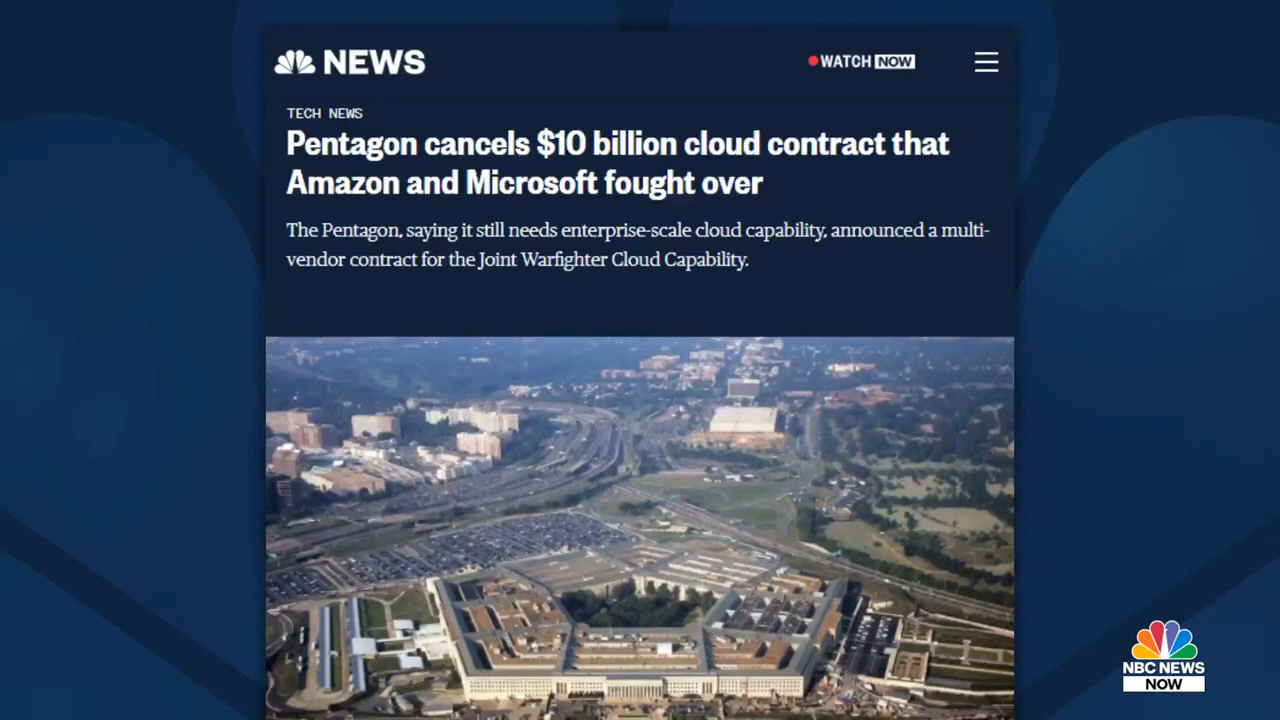 NEWS
WATCH NOW
TECH NEWS
Pentagon cancels $10 billion cloud contract that
Amazon and Microsoft fought over
The Pentagon, saying it still needs enterprise-scale cloud capability, announced a multi-
vendor contract for the Joint Warfighter Cloud Capability.
NBC NEWS
NOW